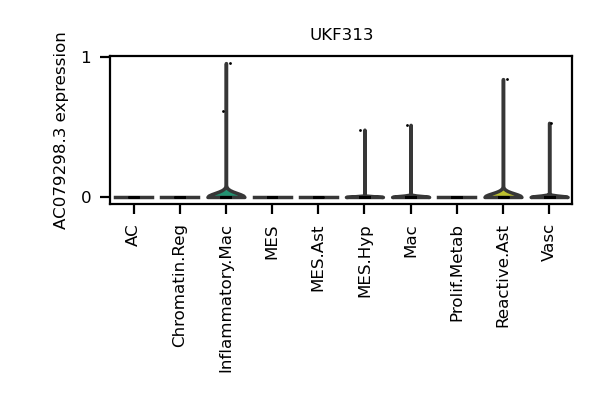 UKF313
AC079298.3 expression
1
0
AC
Chromatin.Reg
Inflammatory.Mac
MES
MES.Ast
MES.Hyp
Mac
Prolif.Metab
Reactive.Ast
Vasc